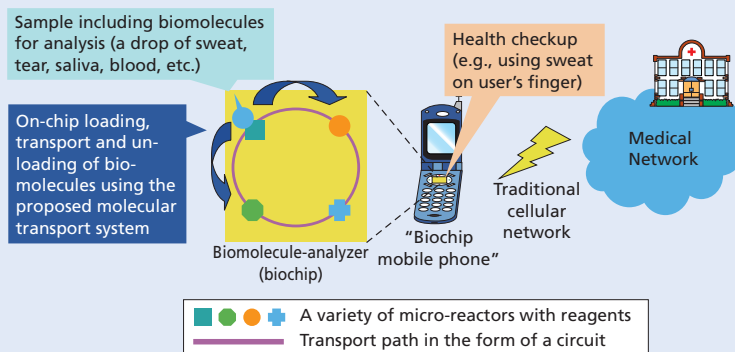 Sample including biomolecules
for analysis (a drop of sweat,
tear, saliva, blood, etc.)
On-chip loading,
transport and un-
loading of bio-
molecules using the
proposed molecular
transport system
Biomolecule-analyzer
(biochip)
Health checkup
(e.g., using sweat
on user's finger)
"Biochip
mobile phone"
Traditional
cellular
network
Medical
Network
A variety of micro-reactors with reagents
Transport path in the form of a circuit